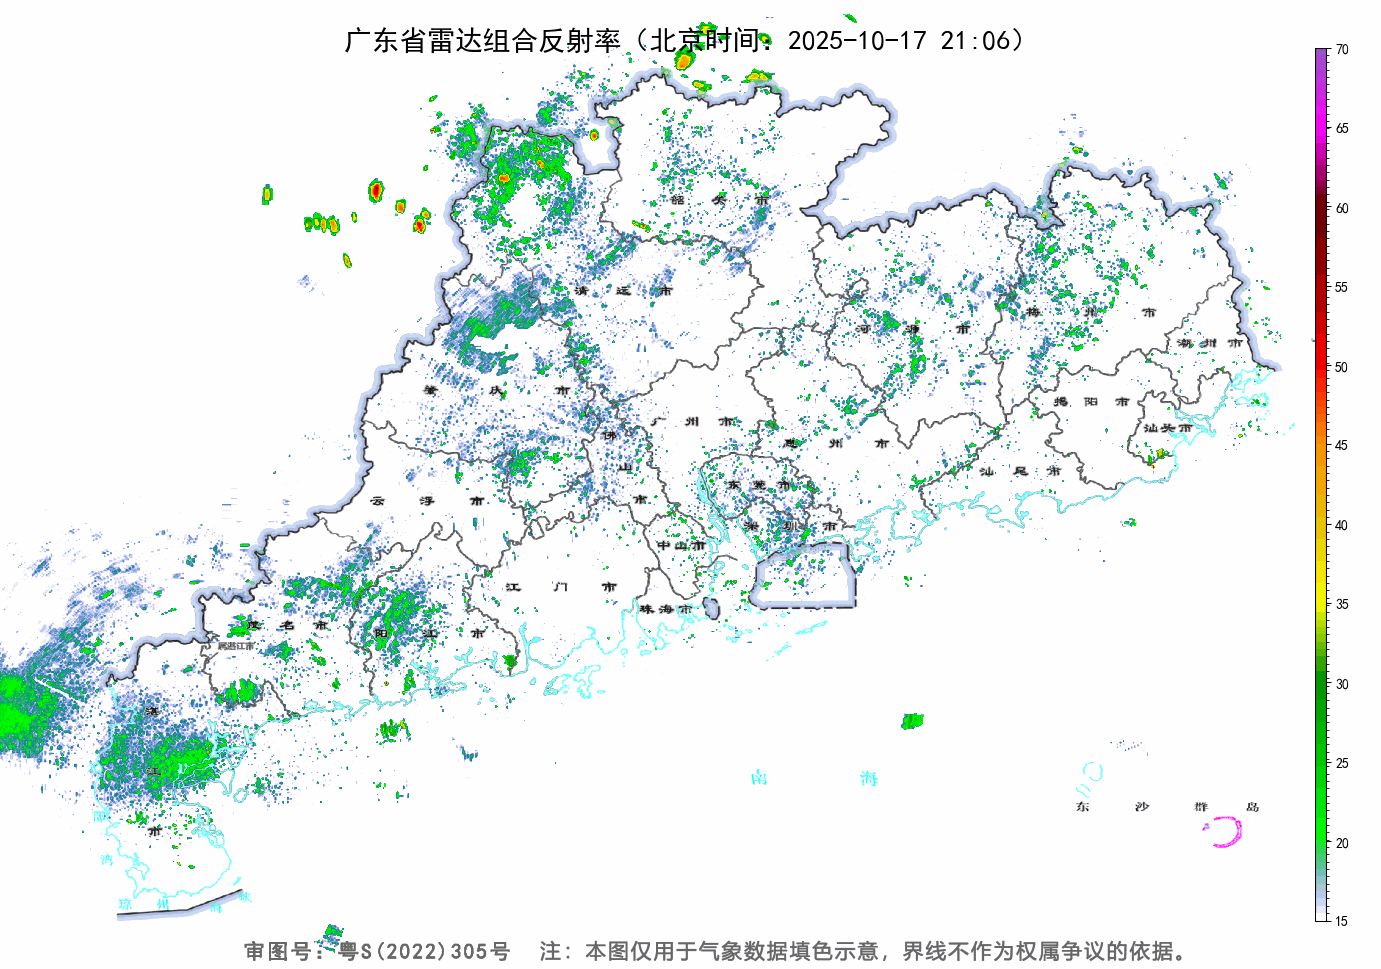 广东省雷达组合反射率（北京时间：2025-10-17 21:06）
70
65
60
55
50
45
40
35
30
25
20
15
韶关市
清远市
河源市
梅州市
潮州市
肇庆市
揭阳市
汕头市
广州市
佛山市
惠州市
汕尾市
东莞市
云浮市
深圳市
中山市
江门市
珠海市
茂名市
阳江市
属湛江市
湛江市
南海
东沙群岛
湾
琼州海峡
审图号：粤S(2022)305号 注：本图仅用于气象数据填色示意，界线不作为权属争议的依据。